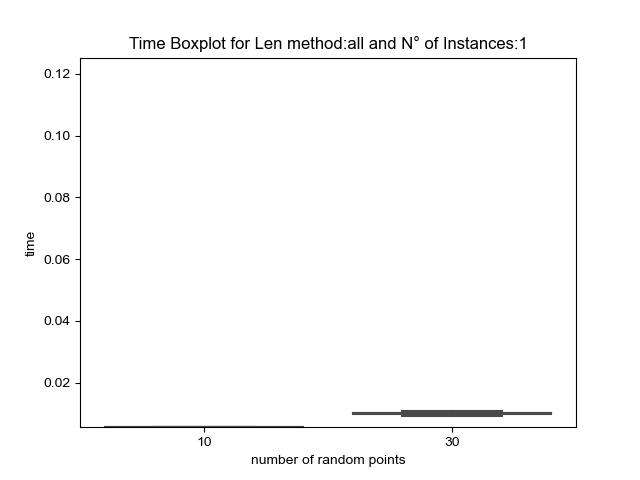 Time Boxplot for Len method:all and N° of Instances:1
0.12
0.10
0.08
0.06
0.04
0.02
time
10 30
number of random points